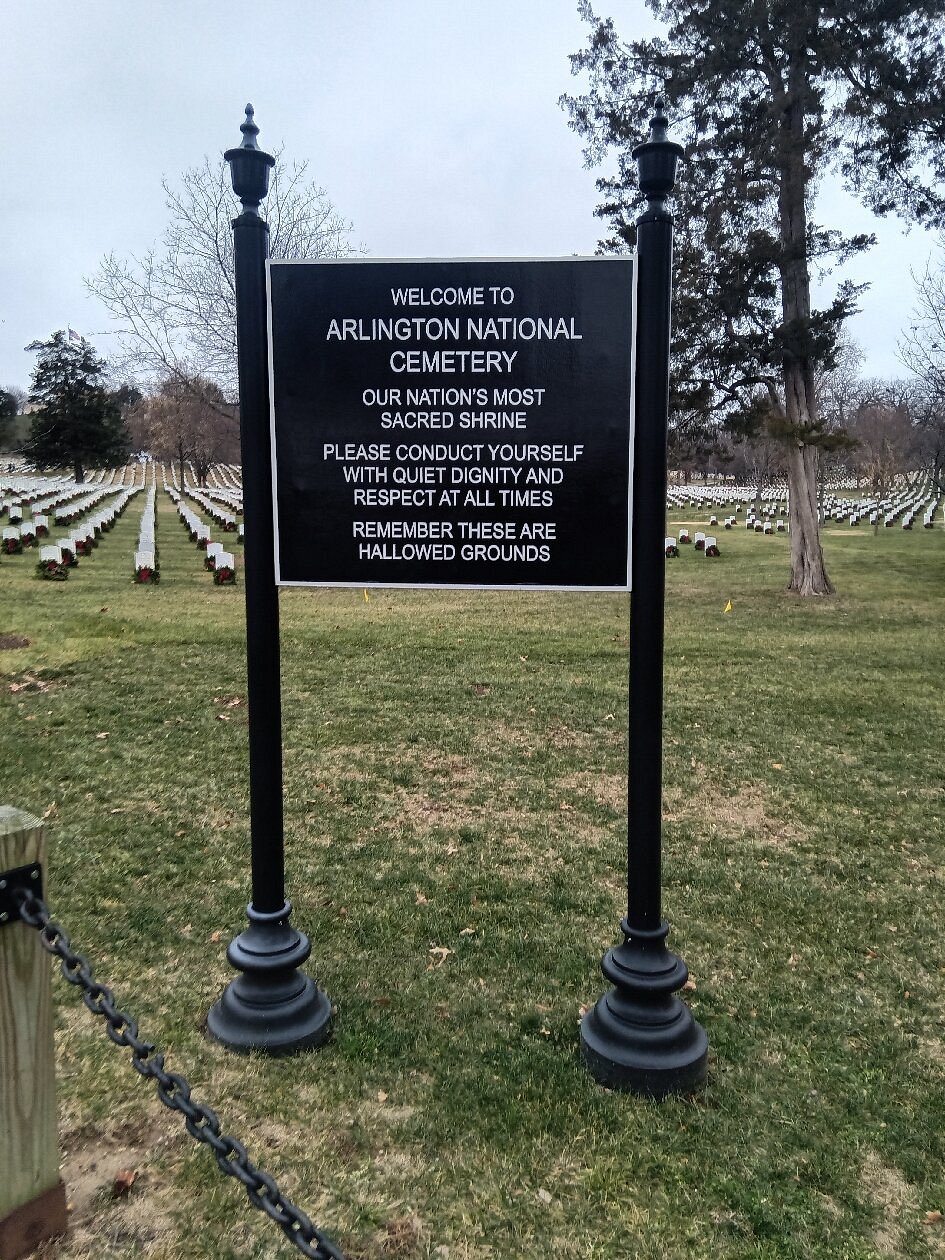 WELCOME TO
ARLINGTON NATIONAL
CEMETERY
OUR NATION'S MOST
SACRED SHRINE
PLEASE CONDUCT YOURSELF
WITH QUIET DIGNITY AND
RESPECT AT ALL TIMES
REMEMBER THESE ARE
HALLOWED GROUNDS